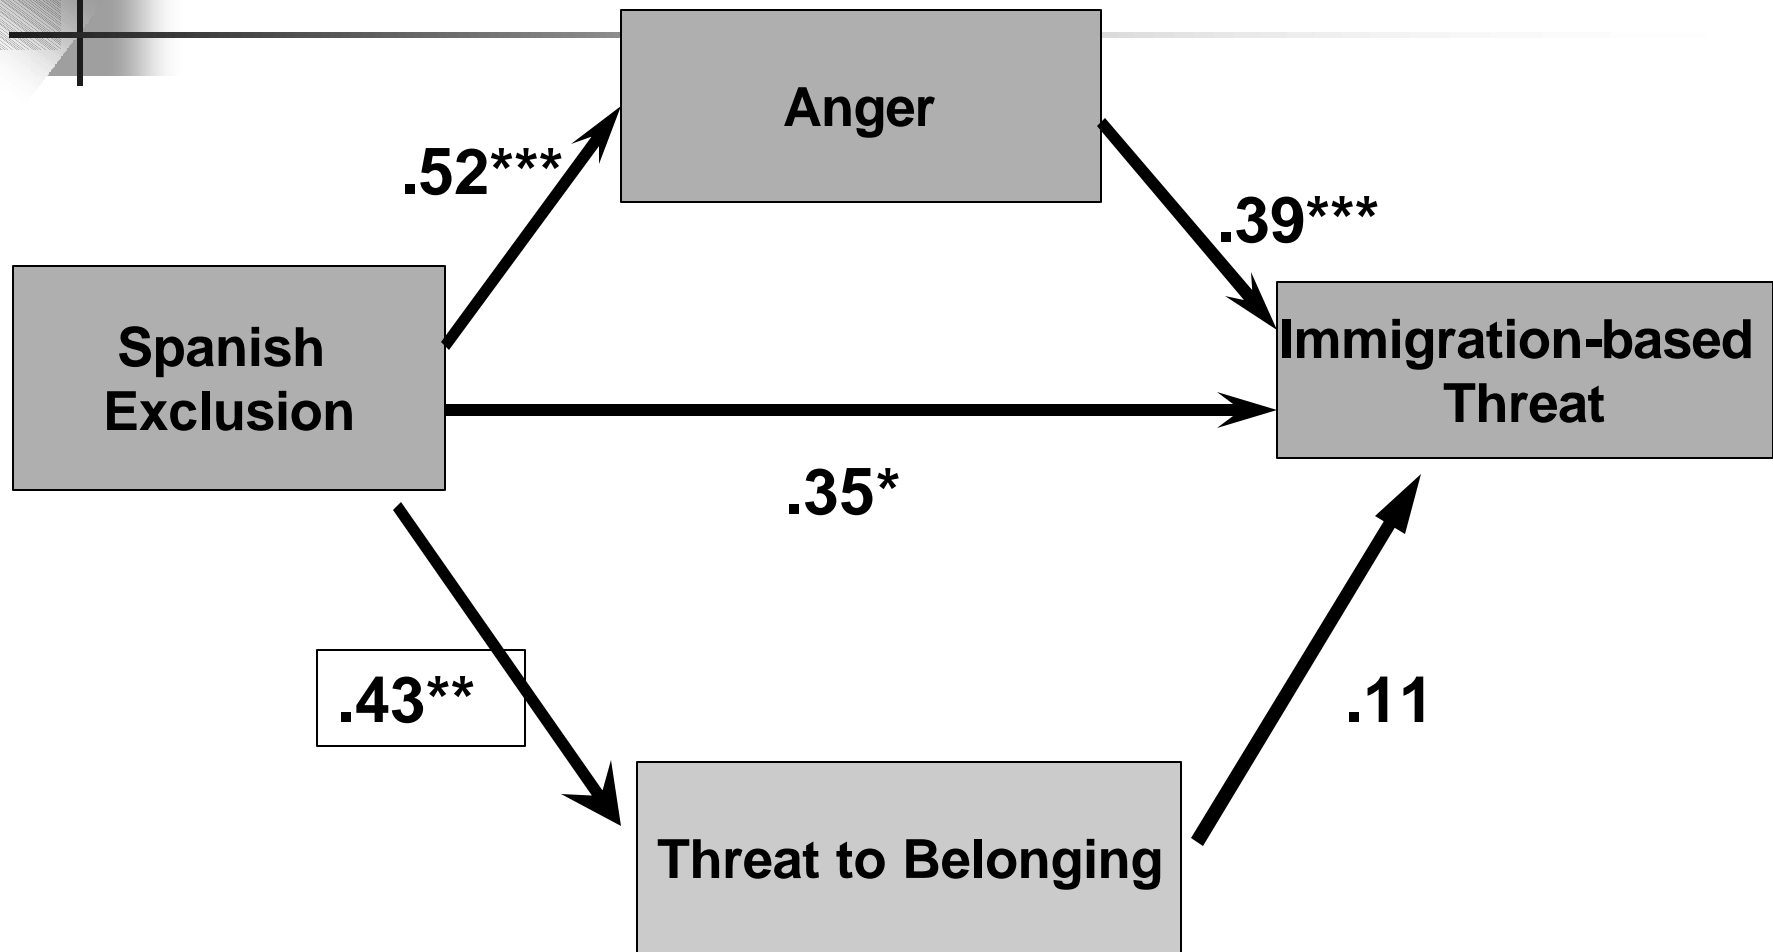 Anger
.52***
.39***
Spanish
Exclusion
Immigration-based
Threat
.35*
.43**
.11
Threat to Belonging